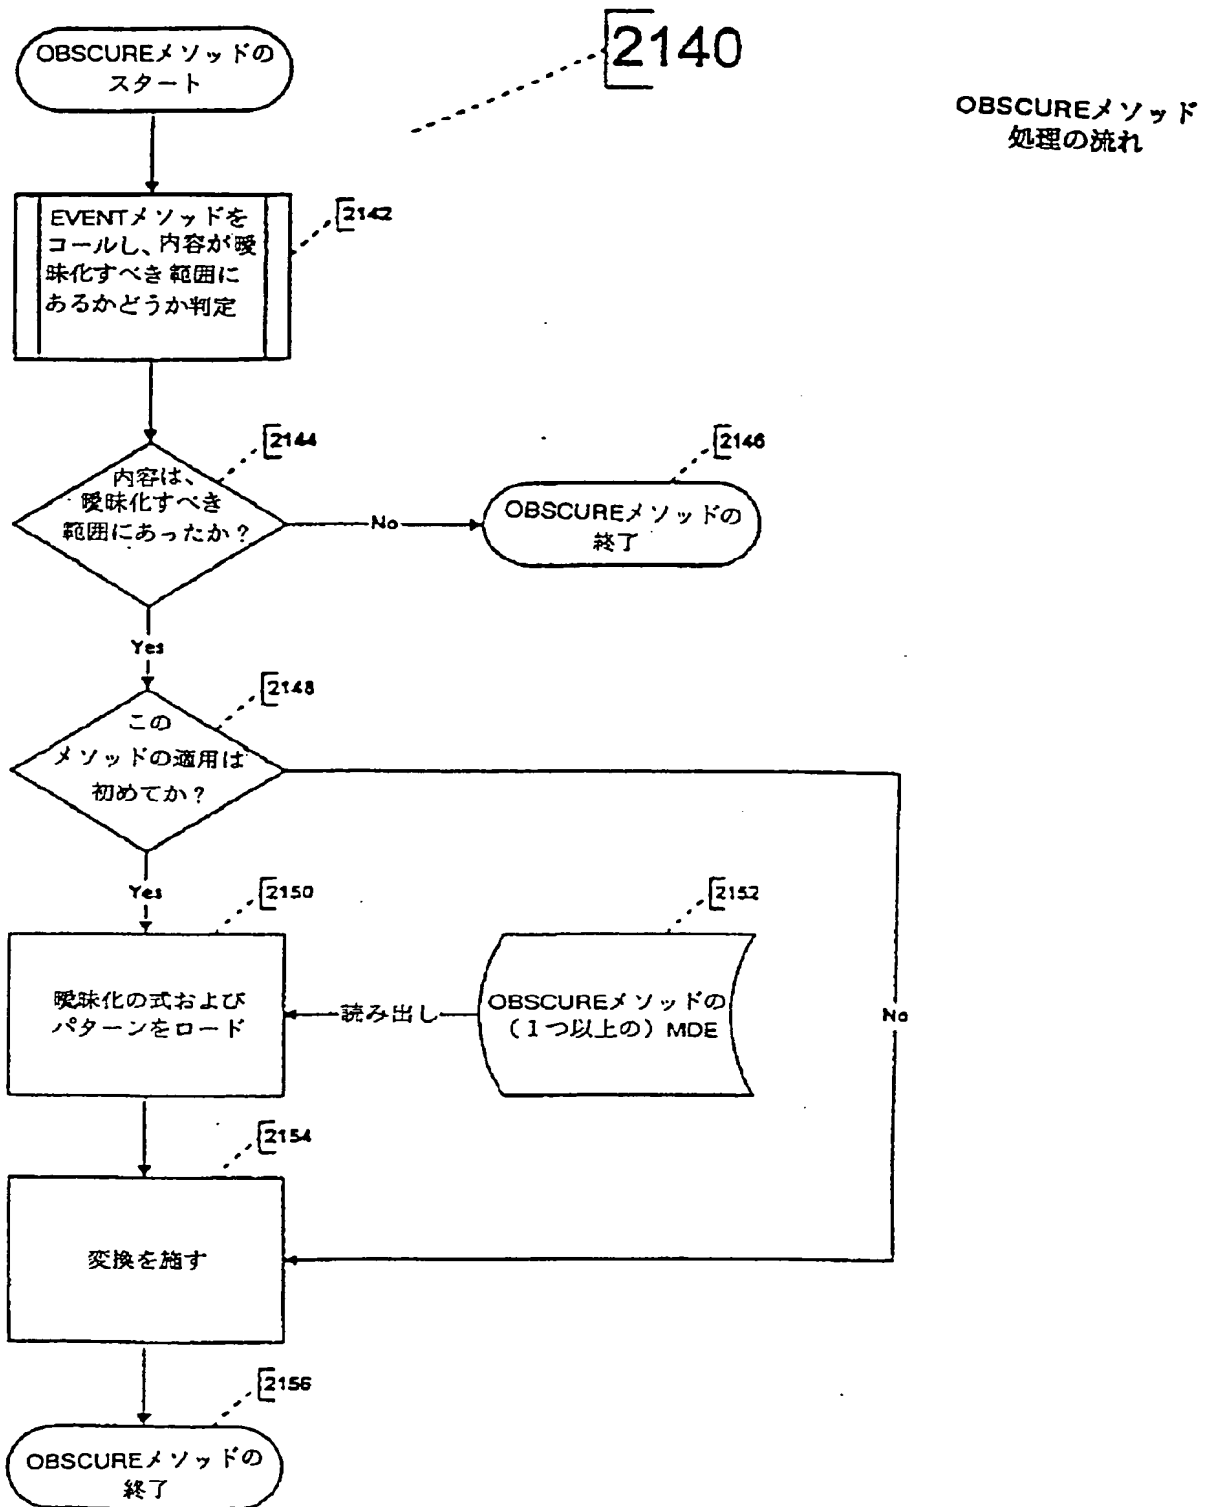 OBSCUREメソッドの
スタート
2140
OBSCUREメソッド
処理の流れ
EVENTメソッドを
コールし、内容が曖
昧化すべき範囲に
あるかどうか判定
2142
内容は、
曖昧化すべき
範囲にあったか？
2144
No
OBSCUREメソッドの
終了
2146
Yes
この
メソッドの適用は
初めてか？
2148
Yes
No
曖昧化の式および
パターンをロード
2150
読み出し
OBSCUREメソッドの
（１つ以上の）MDE
2152
変換を施す
2154
OBSCUREメソッドの
終了
2156